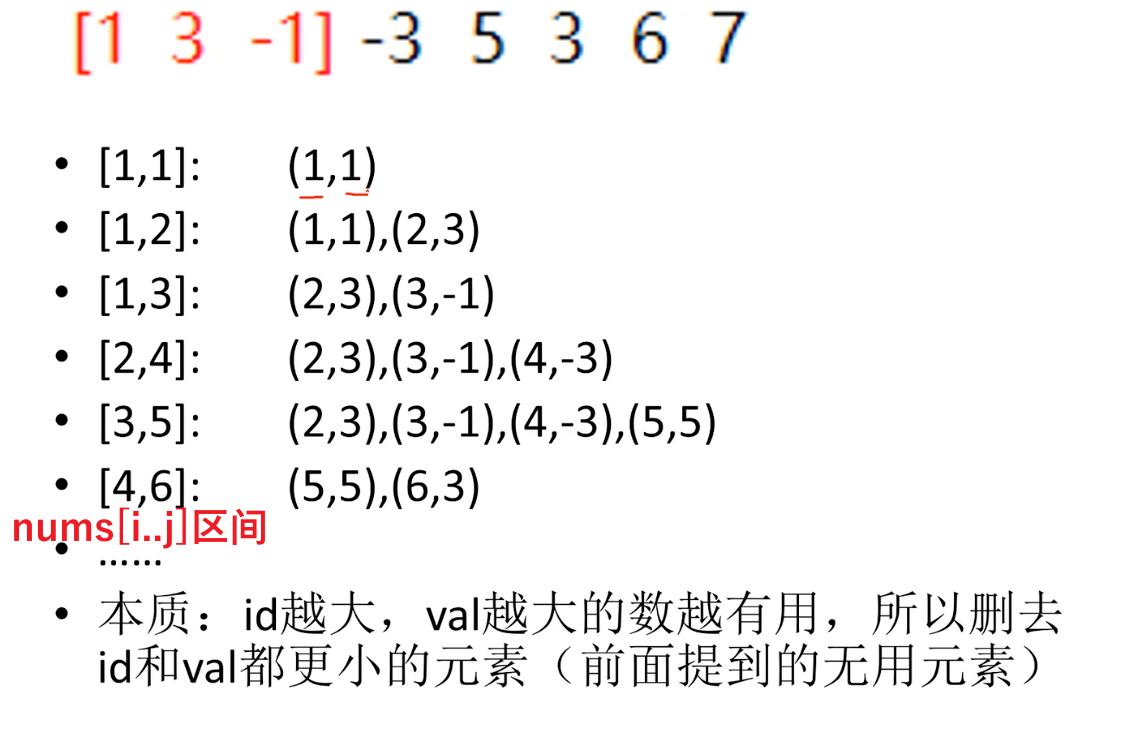 [1 3 -1] -3 5 3 6 7
• [1,1]: (1,1)
• [1,2]: (1,1),(2,3)
• [1,3]: (2,3),(3,-1)
• [2,4]: (2,3),(3,-1),(4,-3)
• [3,5]: (2,3),(3,-1),(4,-3),(5,5)
• [4,6]: (5,5),(6,3)
nums[i..j]区间
• ……
• 本质：id越大，val越大的数越有用，所以删去
id和val都更小的元素（前面提到的无用元素）